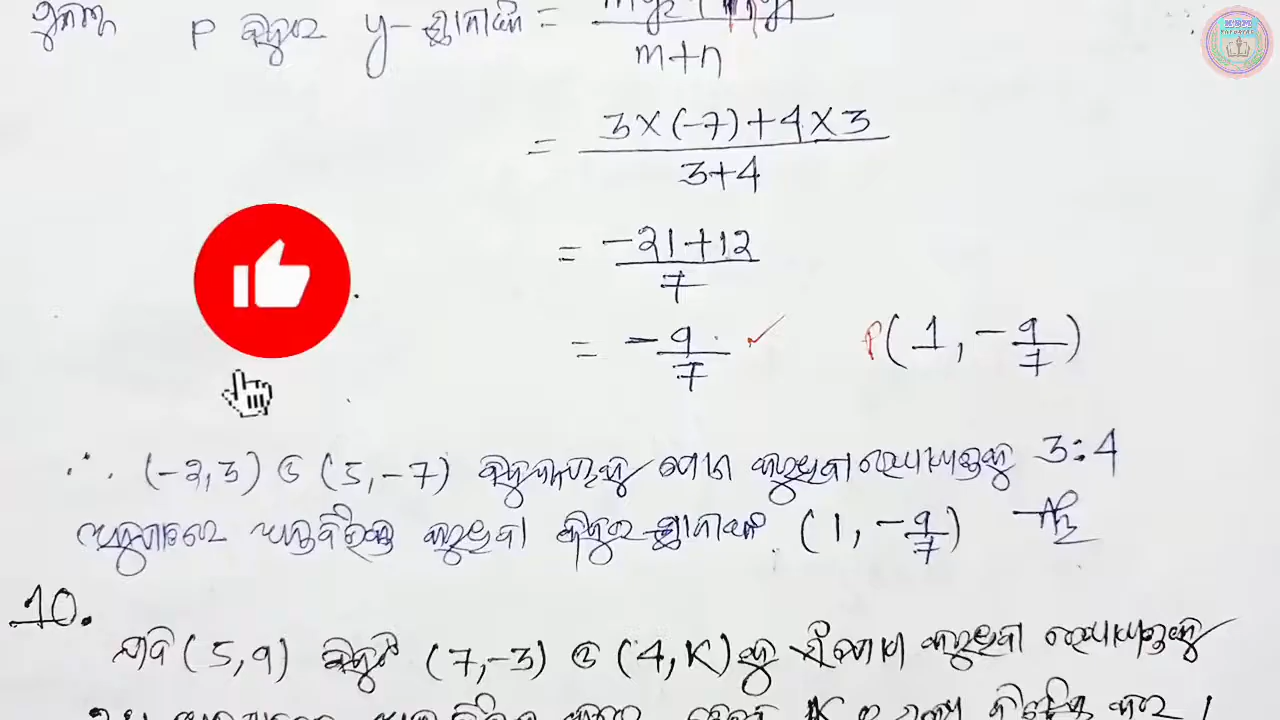 ପୁନଶ୍ଚ P ବିନ୍ଦୁର y-ସ୍ଥାନାଙ୍କ =
m+n
= 3×(-7)+4×3
3+4
= -21+12
7
= -9
7
P(1, -9/7)
∴ (-2,3) ଓ (5,-7) ବିନ୍ଦୁଦ୍ୱୟକୁ ଯୋଗ କରୁଥିବା ରେଖାଖଣ୍ଡକୁ 3:4
ଅନୁପାତରେ ଅନ୍ତର୍ବିଭକ୍ତ କରୁଥିବା ବିନ୍ଦୁର ସ୍ଥାନାଙ୍କ (1, -9/7) Ans
10.
ଯଦି (5,9) ବିନ୍ଦୁଟି (7,-3) ଓ (4,K) କୁ ସଂଯୋଗ କରୁଥିବା ରେଖାଖଣ୍ଡକୁ